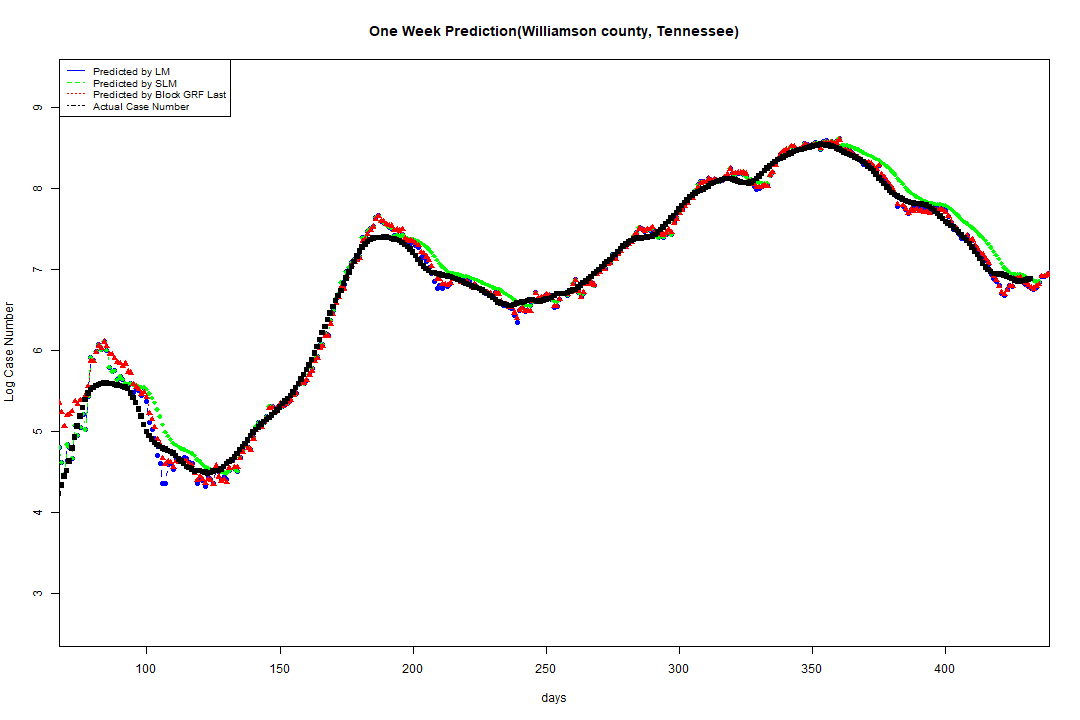 One Week Prediction(Williamson county, Tennessee)
Predicted by LM
Predicted by SLM
Predicted by Block GRF Last
Actual Case Number
Log Case Number
9
8
7
6
5
4
3
100 150 200 250 300 350 400
days